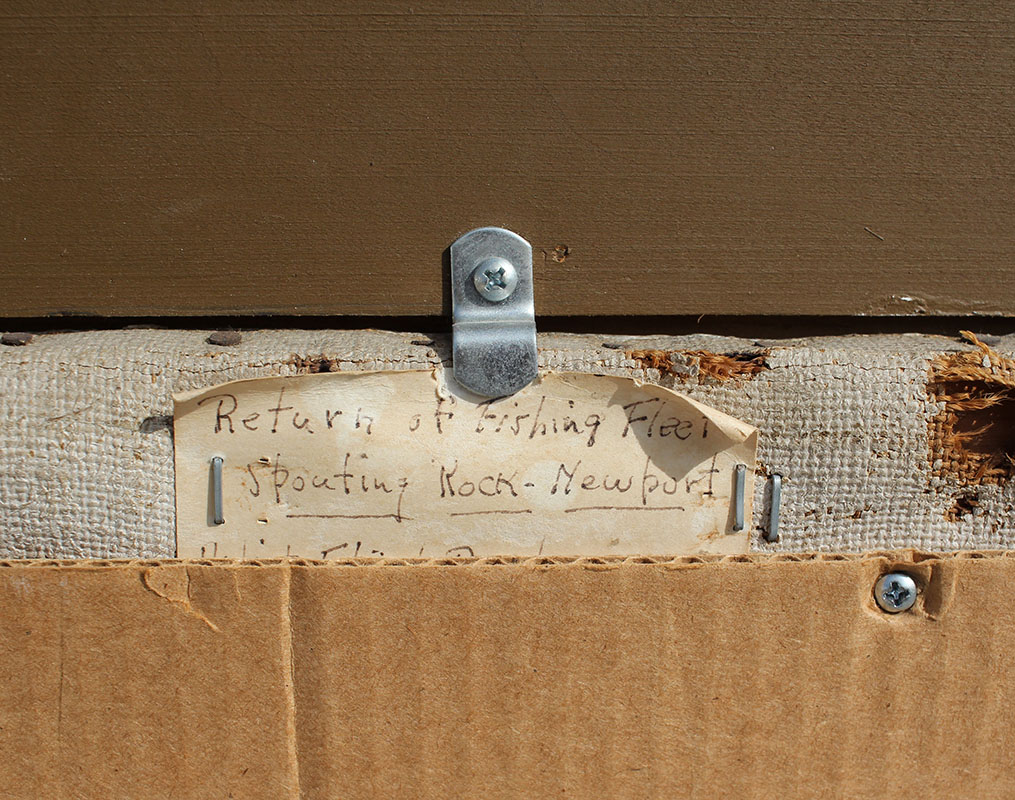 Return of Fishing Fleet
Spouting Rock - Newport